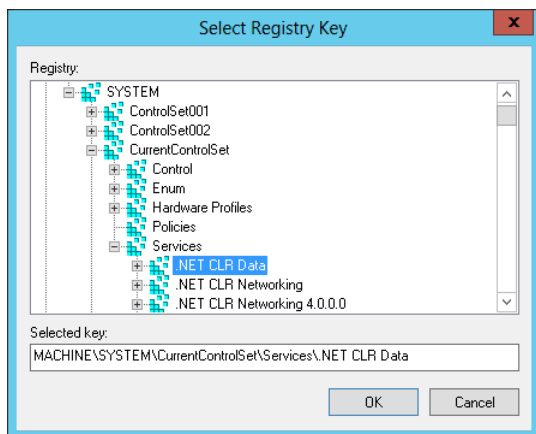 Select Registry Key
x
Registry:
SYSTEM
ControlSet001
ControlSet002
CurrentControlSet
Control
Enum
Hardware Profiles
Policies
Services
.NET CLR Data
.NET CLR Networking
.NET CLR Networking 4.0.0.0
Selected key:
MACHINE\SYSTEM\CurrentControlSet\Services\.NET CLR Data
OK Cancel